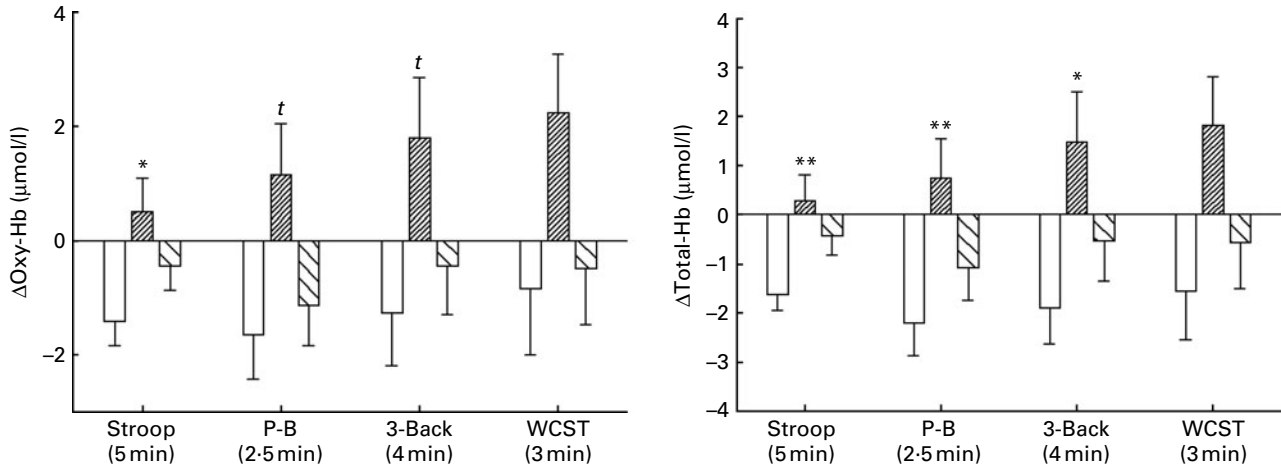 ΔOxy-Hb (μmol/l)
4
2
0
–2
*
t
t
Stroop
(5 min)
P-B
(2·5 min)
3-Back
(4 min)
WCST
(3 min)
ΔTotal-Hb (μmol/l)
4
3
2
1
0
–1
–2
–3
–4
**
**
*
Stroop
(5 min)
P-B
(2·5 min)
3-Back
(4 min)
WCST
(3 min)